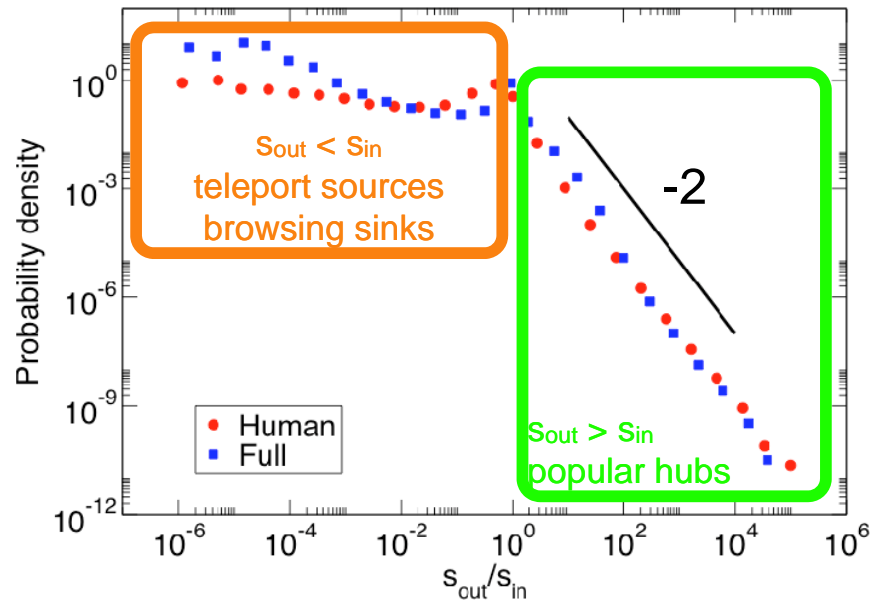 10^0
10^-3
10^-6
10^-9
10^-12
Probability density
s_out < s_in
teleport sources
browsing sinks
-2
Human
Full
s_out > s_in
popular hubs
10^-6 10^-4 10^-2 10^0 10^2 10^4 10^6
s_out/s_in